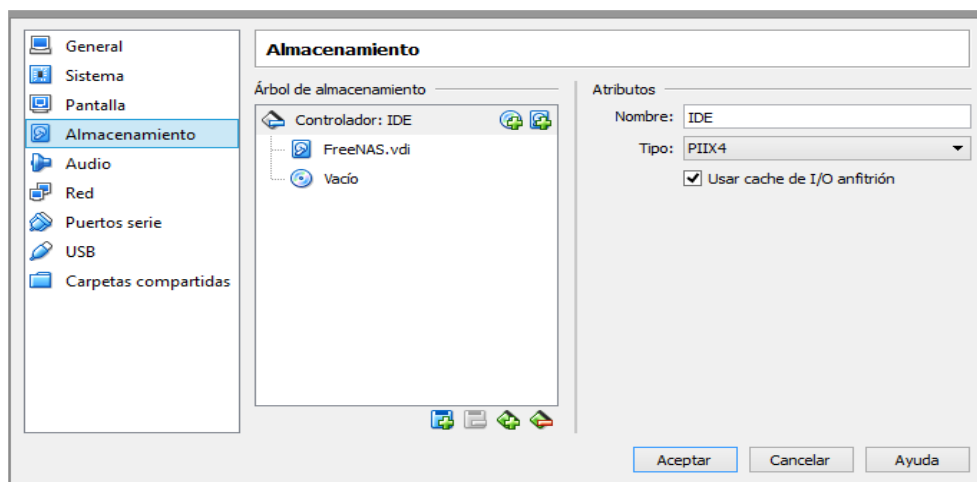 General
Sistema
Pantalla
Almacenamiento
Audio
Red
Puertos serie
USB
Carpetas compartidas
Almacenamiento
Árbol de almacenamiento
Controlador: IDE
FreeNAS.vdi
Vacío
Atributos
Nombre: IDE
Tipo: PIIX4
Usar cache de I/O anfitrión
Aceptar Cancelar Ayuda